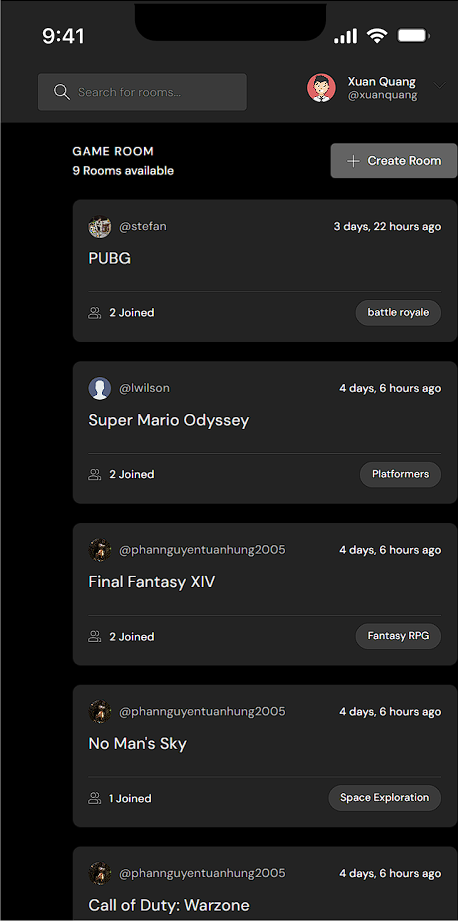 9:41
Search for rooms...
Xuan Quang
@xuanquang
GAME ROOM
9 Rooms available
Create Room
@stefan
3 days, 22 hours ago
PUBG
2 Joined
battle royale
@lwilson
4 days, 6 hours ago
Super Mario Odyssey
2 Joined
Platformers
@phannguyentuanhung2005
4 days, 6 hours ago
Final Fantasy XIV
2 Joined
Fantasy RPG
@phannguyentuanhung2005
4 days, 6 hours ago
No Man's Sky
1 Joined
Space Exploration
@phannguyentuanhung2005
4 days, 6 hours ago
Call of Duty: Warzone